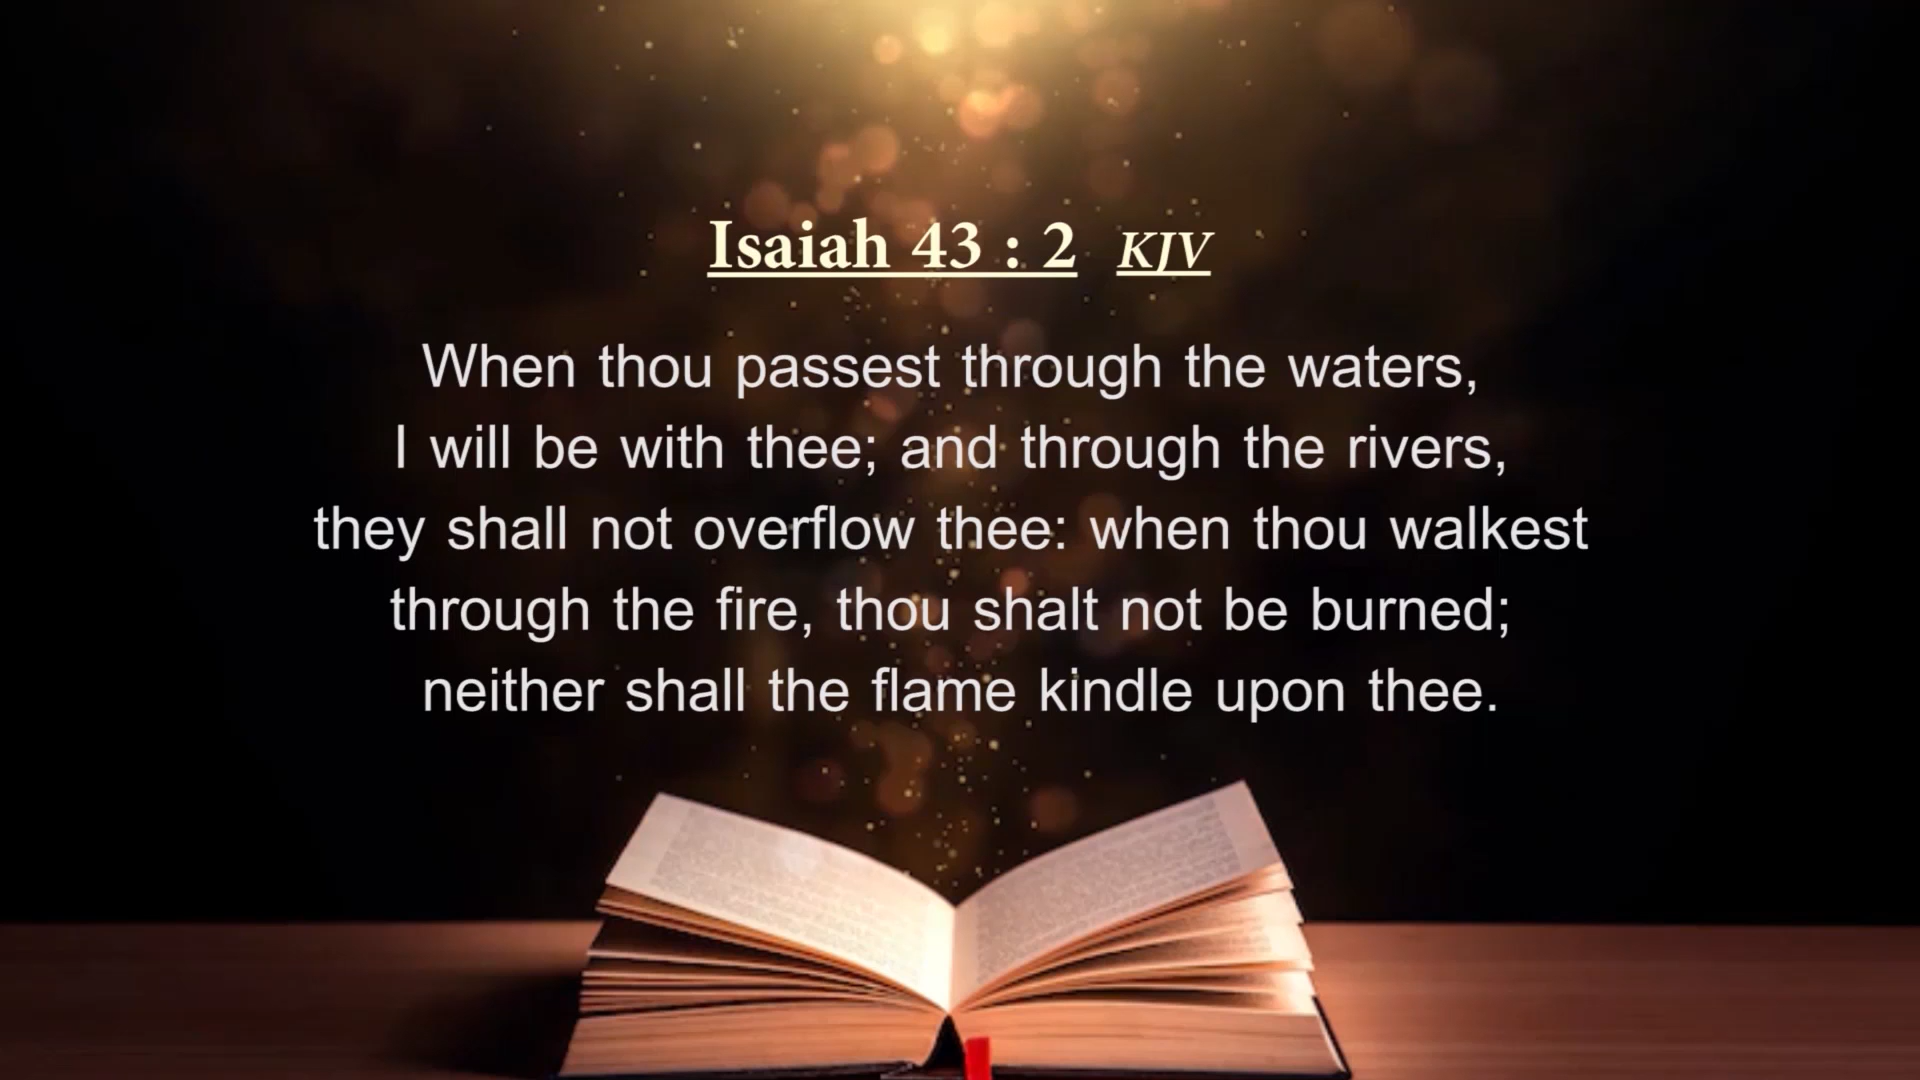 Isaiah 43 : 2 KJV
When thou passest through the waters,
I will be with thee; and through the rivers,
they shall not overflow thee: when thou walkest
through the fire, thou shalt not be burned;
neither shall the flame kindle upon thee.